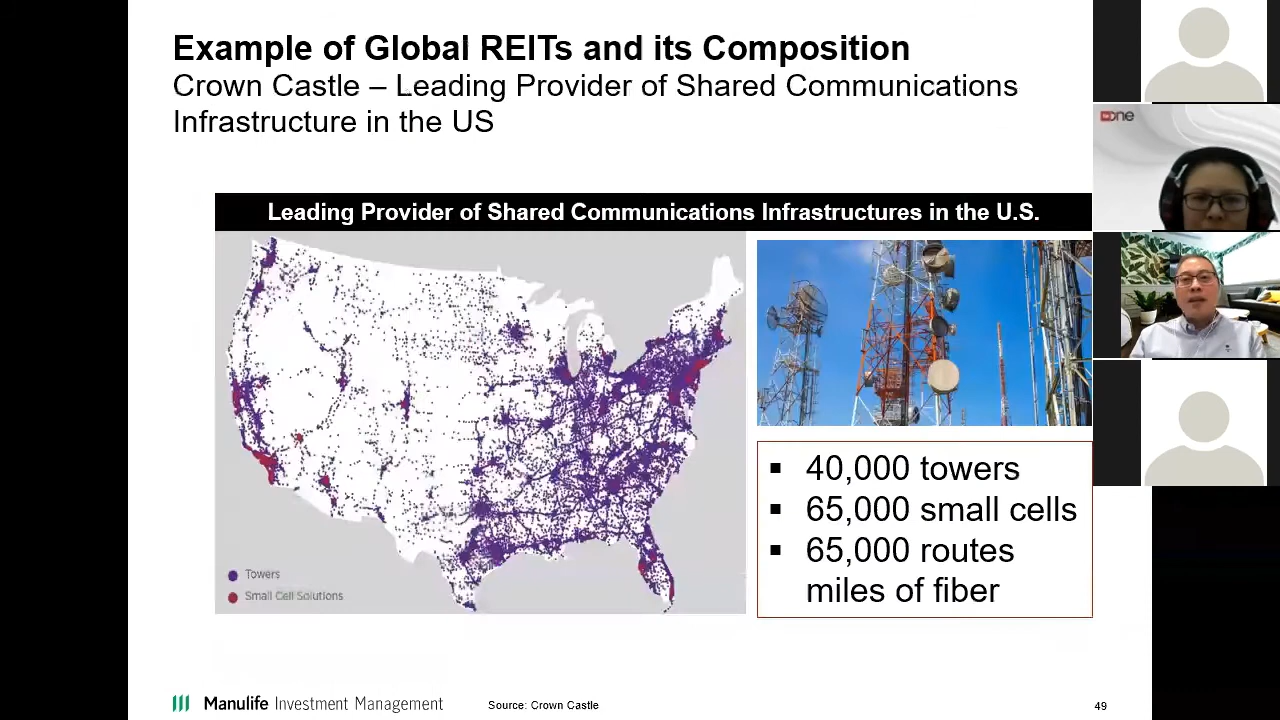 Example of Global REITs and its Composition
Crown Castle – Leading Provider of Shared Communications
Infrastructure in the US
Leading Provider of Shared Communications Infrastructures in the U.S.
Towers
Small Cell Solutions
▪ 40,000 towers
▪ 65,000 small cells
▪ 65,000 routes
miles of fiber
Manulife Investment Management
Source: Crown Castle
49